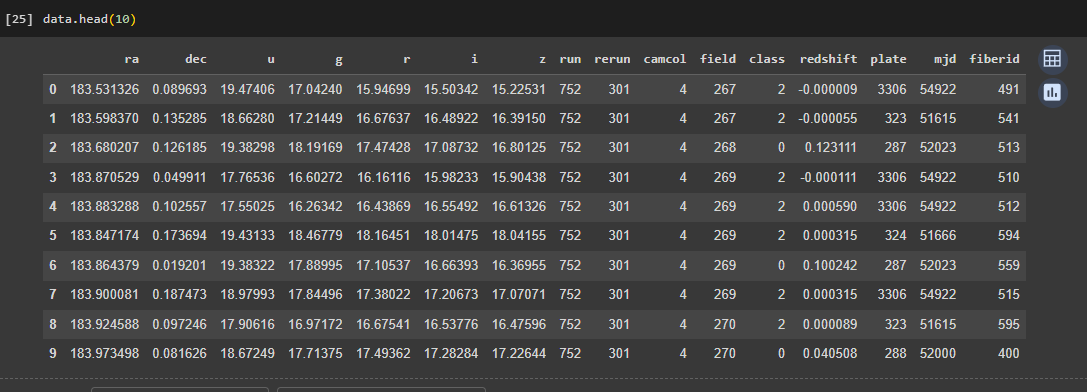 [25] data.head(10)
ra dec u g r i z run rerun camcol field class redshift plate mjd fiberid
0 183.531326 0.089693 19.47406 17.04240 15.94699 15.50342 15.22531 752 301 4 267 2 -0.000009 3306 54922 491
1 183.598370 0.135285 18.66280 17.21449 16.67637 16.48922 16.39150 752 301 4 267 2 -0.000055 323 51615 541
2 183.680207 0.126185 19.38298 18.19169 17.47428 17.08732 16.80125 752 301 4 268 0 0.123111 287 52023 513
3 183.870529 0.049911 17.76536 16.60272 16.16116 15.98233 15.90438 752 301 4 269 2 -0.000111 3306 54922 510
4 183.883288 0.102557 17.55025 16.26342 16.43869 16.55492 16.61326 752 301 4 269 2 0.000590 3306 54922 512
5 183.847174 0.173694 19.43133 18.46779 18.16451 18.01475 18.04155 752 301 4 269 2 0.000315 324 51666 594
6 183.864379 0.019201 19.38322 17.88995 17.10537 16.66393 16.36955 752 301 4 269 0 0.100242 287 52023 559
7 183.900081 0.187473 18.97993 17.84496 17.38022 17.20673 17.07071 752 301 4 269 2 0.000315 3306 54922 515
8 183.924588 0.097246 17.90616 16.97172 16.67541 16.53776 16.47596 752 301 4 270 2 0.000089 323 51615 595
9 183.973498 0.081626 18.67249 17.71375 17.49362 17.28284 17.22644 752 301 4 270 0 0.040508 288 52000 400